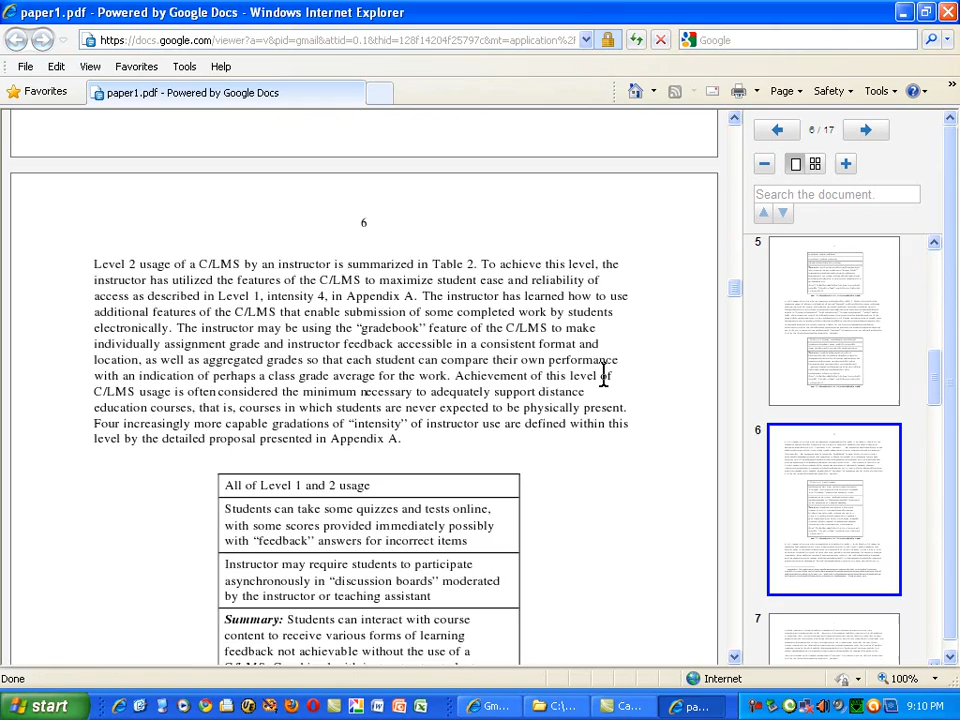 paper1.pdf - Powered by Google Docs - Windows Internet Explorer
https://docs.google.com/viewer?a=v&pid=gmail&attid=0.1&thid=128f14204f25797c&mt=application%2f
Google
File Edit View Favorites Tools Help
Favorites
paper1.pdf - Powered by Google Docs
Page Safety Tools
6 / 17
Search the document.
6
Level 2 usage of a C/LMS by an instructor is summarized in Table 2. To achieve this level, the
instructor has utilized the features of the C/LMS to maximize student ease and reliability of
access as described in Level 1, intensity 4, in Appendix A. The instructor has learned how to use
additional features of the C/LMS that enable submission of some completed work by students
electronically. The instructor may be using the “gradebook” feature of the C/LMS to make
individually assignment grade and instructor feedback accessible in a consistent format and
location, as well as aggregated grades so that each student can compare their own performance
with an indication of perhaps a class grade average for the work. Achievement of this level of
C/LMS usage is often considered the minimum necessary to adequately support distance
education courses, that is, courses in which students are never expected to be physically present.
Four increasingly more capable gradations of “intensity” of instructor use are defined within this
level by the detailed proposal presented in Appendix A.
All of Level 1 and 2 usage
Students can take some quizzes and tests online,
with some scores provided immediately possibly
with “feedback” answers for incorrect items
Instructor may require students to participate
asynchronously in “discussion boards” moderated
by the instructor or teaching assistant
Summary: Students can interact with course
content to receive various forms of learning
feedback not achievable without the use of a
5
6
7
Done
Internet
100%
start
Gm...
C:\...
Ca...
pa...
9:10 PM